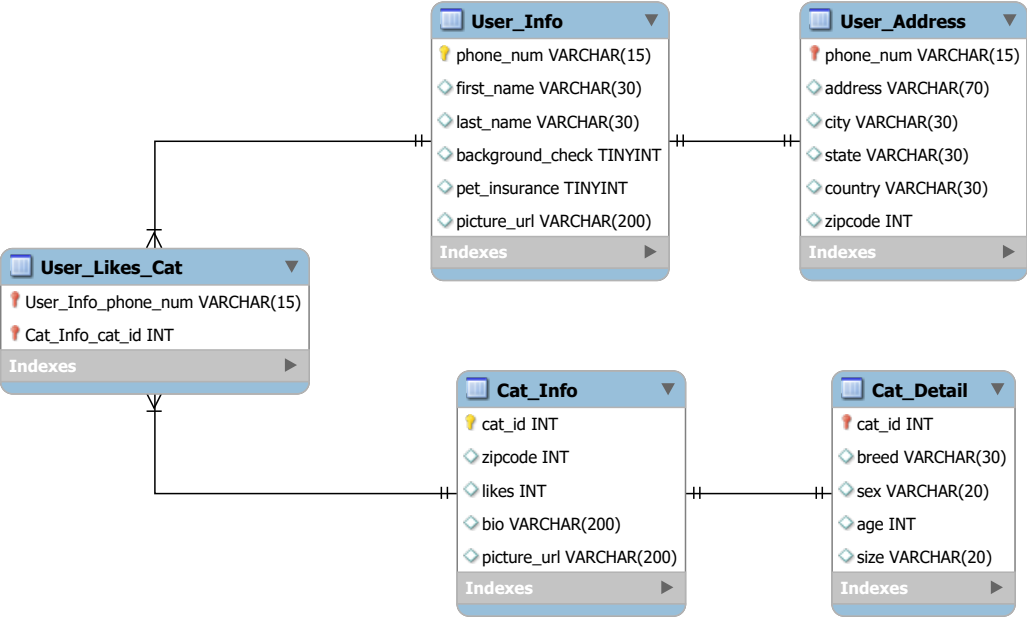 User_Info
phone_num VARCHAR(15)
first_name VARCHAR(30)
last_name VARCHAR(30)
background_check TINYINT
pet_insurance TINYINT
picture_url VARCHAR(200)
Indexes
User_Address
phone_num VARCHAR(15)
address VARCHAR(70)
city VARCHAR(30)
state VARCHAR(30)
country VARCHAR(30)
zipcode INT
Indexes
User_Likes_Cat
User_Info_phone_num VARCHAR(15)
Cat_Info_cat_id INT
Indexes
Cat_Info
cat_id INT
zipcode INT
likes INT
bio VARCHAR(200)
picture_url VARCHAR(200)
Indexes
Cat_Detail
cat_id INT
breed VARCHAR(30)
sex VARCHAR(20)
age INT
size VARCHAR(20)
Indexes